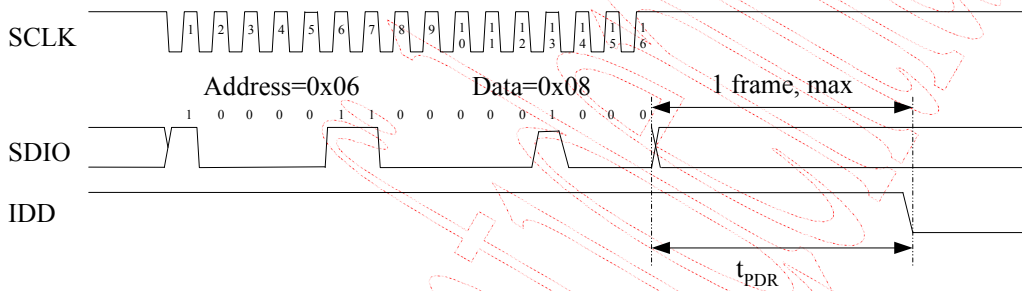 SCLK 1 2 3 4 5 6 7 8 9 10 11 12 13 14 15 16
Address=0x06 Data=0x08 1 frame, max
1 0 0 0 0 1 1 0 0 0 0 0 1 0 0 0
SDIO
IDD
tPDR